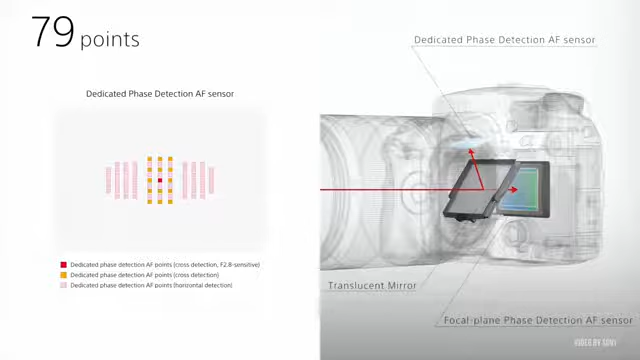 79 points
Dedicated Phase Detection AF sensor
Dedicated Phase Detection AF sensor
Dedicated phase detection AF points (cross detection, F2.8-sensitive)
Dedicated phase detection AF points (cross detection)
Dedicated phase detection AF points (horizontal detection)
Translucent Mirror
Focal-plane Phase Detection AF sensor
VIDEO BY SONY